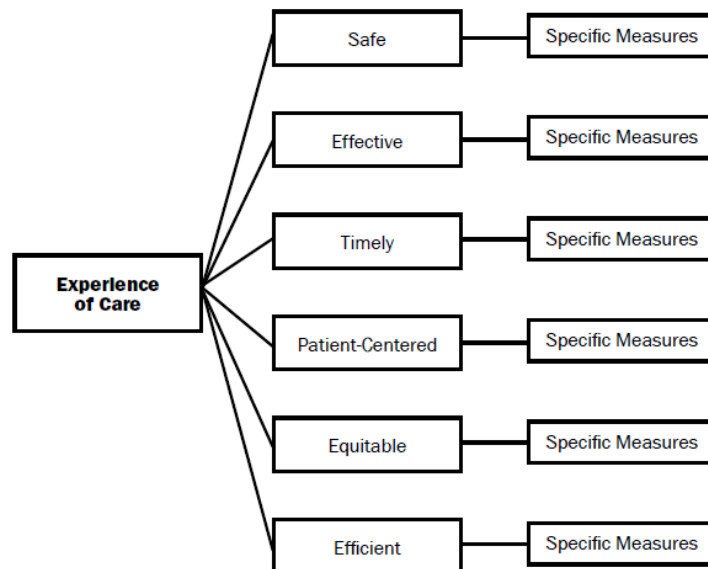 Safe
Specific Measures
Effective
Specific Measures
Timely
Specific Measures
Experience
of Care
Patient-Centered
Specific Measures
Equitable
Specific Measures
Efficient
Specific Measures